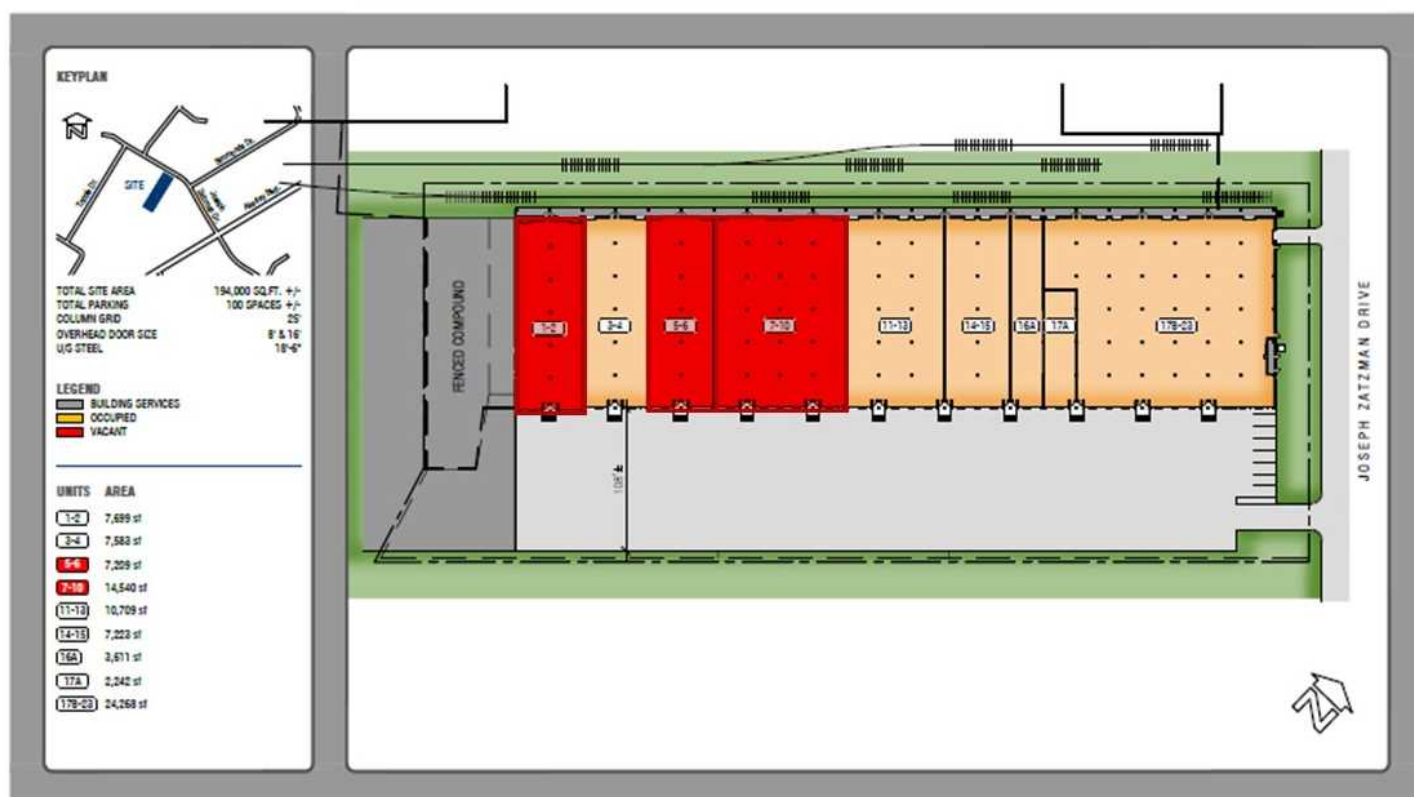 KEYPLAN
SITE
TOTAL SITE AREA 194,000 SQ.FT. +/-
TOTAL PARKING 100 SPACES +/-
COLUMN GRID 25'
OVERHEAD DOOR SIZE 8' & 16'
U/S STEEL 18'-6"
LEGEND
BUILDING SERVICES
OCCUPIED
VACANT
UNITS AREA
1-2 7,699 sf
3-4 7,583 sf
5-6 7,209 sf
7-10 14,540 sf
11-13 10,709 sf
14-15 7,223 sf
16A 3,611 sf
17A 2,242 sf
17B-23 24,268 sf
FENCED COMPOUND
1-2
3-4
5-6
7-10
11-13
14-15
16A
17A
17B-23
108'
JOSEPH ZATZMAN DRIVE
N